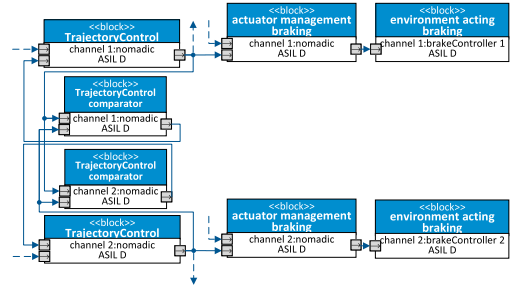 <<block>>
TrajectoryControl
channel 1:nomadic
ASIL D
<<block>>
actuator management
braking
channel 1:nomadic
ASIL D
<<block>>
environment acting
braking
channel 1:brakeController 1
ASIL D
<<block>>
TrajectoryControl
comparator
channel 1:nomadic
ASIL D
<<block>>
TrajectoryControl
comparator
channel 2:nomadic
ASIL D
<<block>>
TrajectoryControl
channel 2:nomadic
ASIL D
<<block>>
actuator management
braking
channel 2:nomadic
ASIL D
<<block>>
environment acting
braking
channel 2:brakeController 2
ASIL D